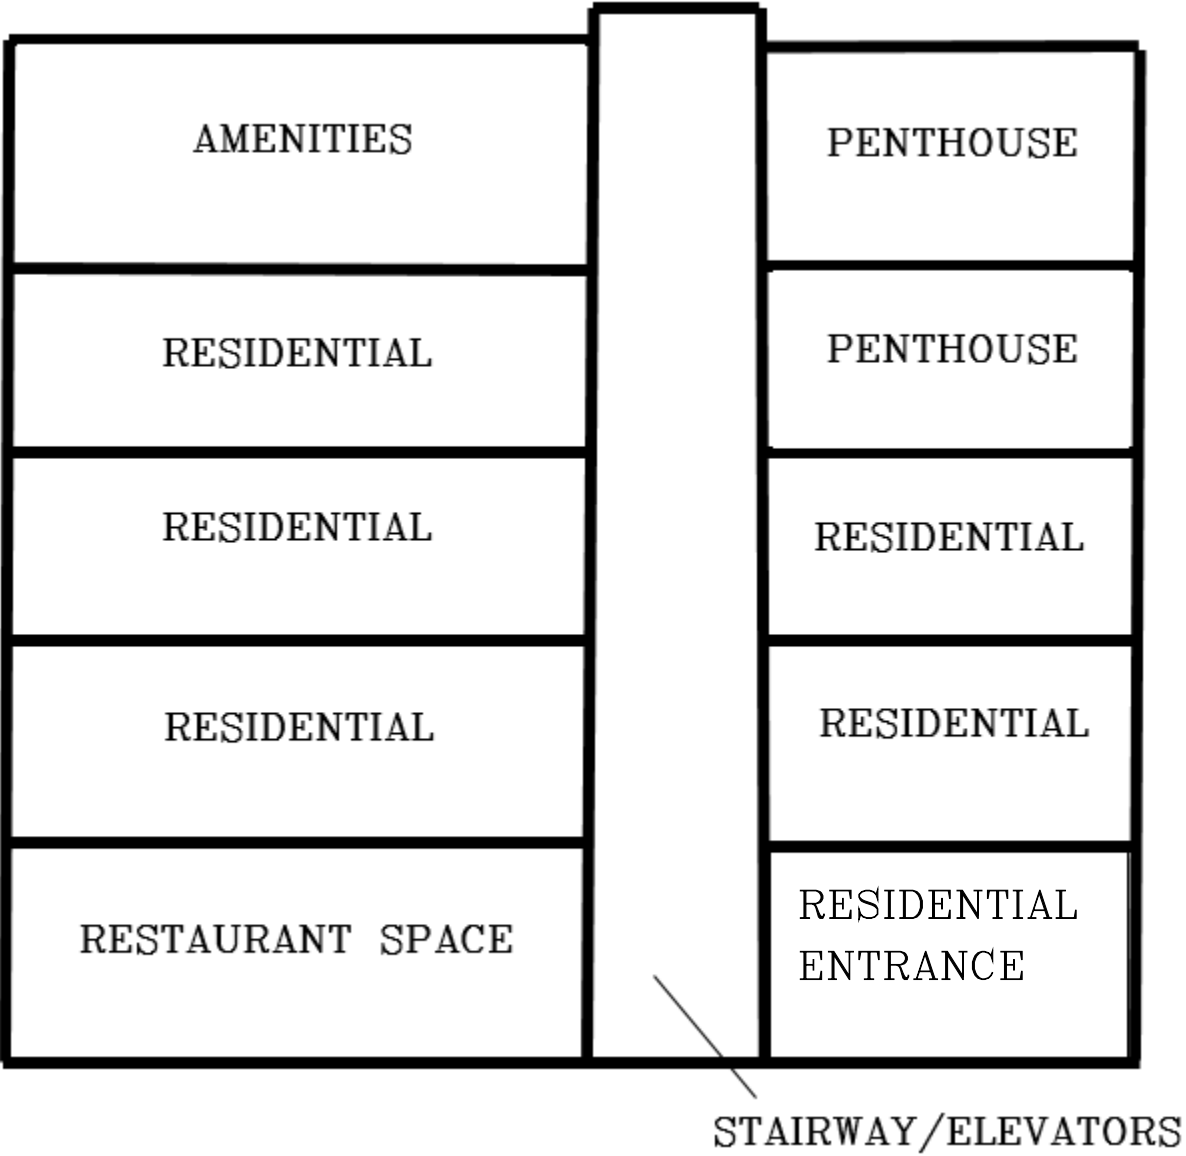 AMENITIES
PENTHOUSE
RESIDENTIAL
PENTHOUSE
RESIDENTIAL
RESIDENTIAL
RESIDENTIAL
RESIDENTIAL
RESTAURANT SPACE
RESIDENTIAL
ENTRANCE
STAIRWAY/ELEVATORS